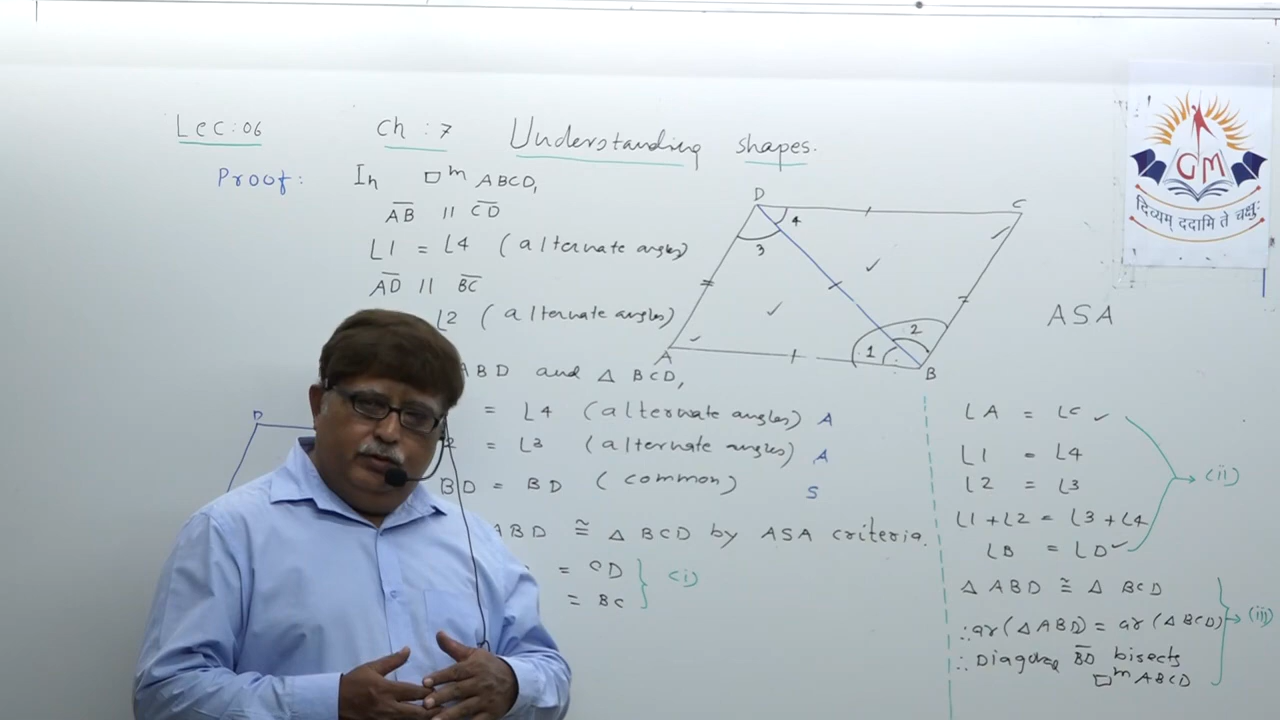 Lec:06 Ch:7 Understanding shapes.
Proof: In □ᵐ ABCD,
AB || CD
∠1 = ∠4 (alternate angles)
AD || BC
∠2 (alternate angles)
ABD and △ BCD,
= ∠4 (alternate angles) A
2 = ∠3 (alternate angles) A
BD = BD (common) S
ABD ≅ △ BCD by ASA criteria.
= CD
= BC
(i)
D
D
C
4
3
2
1
A
B
ASA
∠A = ∠C ✓
∠1 = ∠4
∠2 = ∠3
∠1+∠2 = ∠3+∠4
∠B = ∠D ✓
(ii)
△ ABD ≅ △ BCD
∴ ar(△ABD) = ar(△BCD)
∴ Diagonal BD bisects
□ᵐ ABCD
(iii)
GM
दिव्यम् ददामि ते चक्षुः